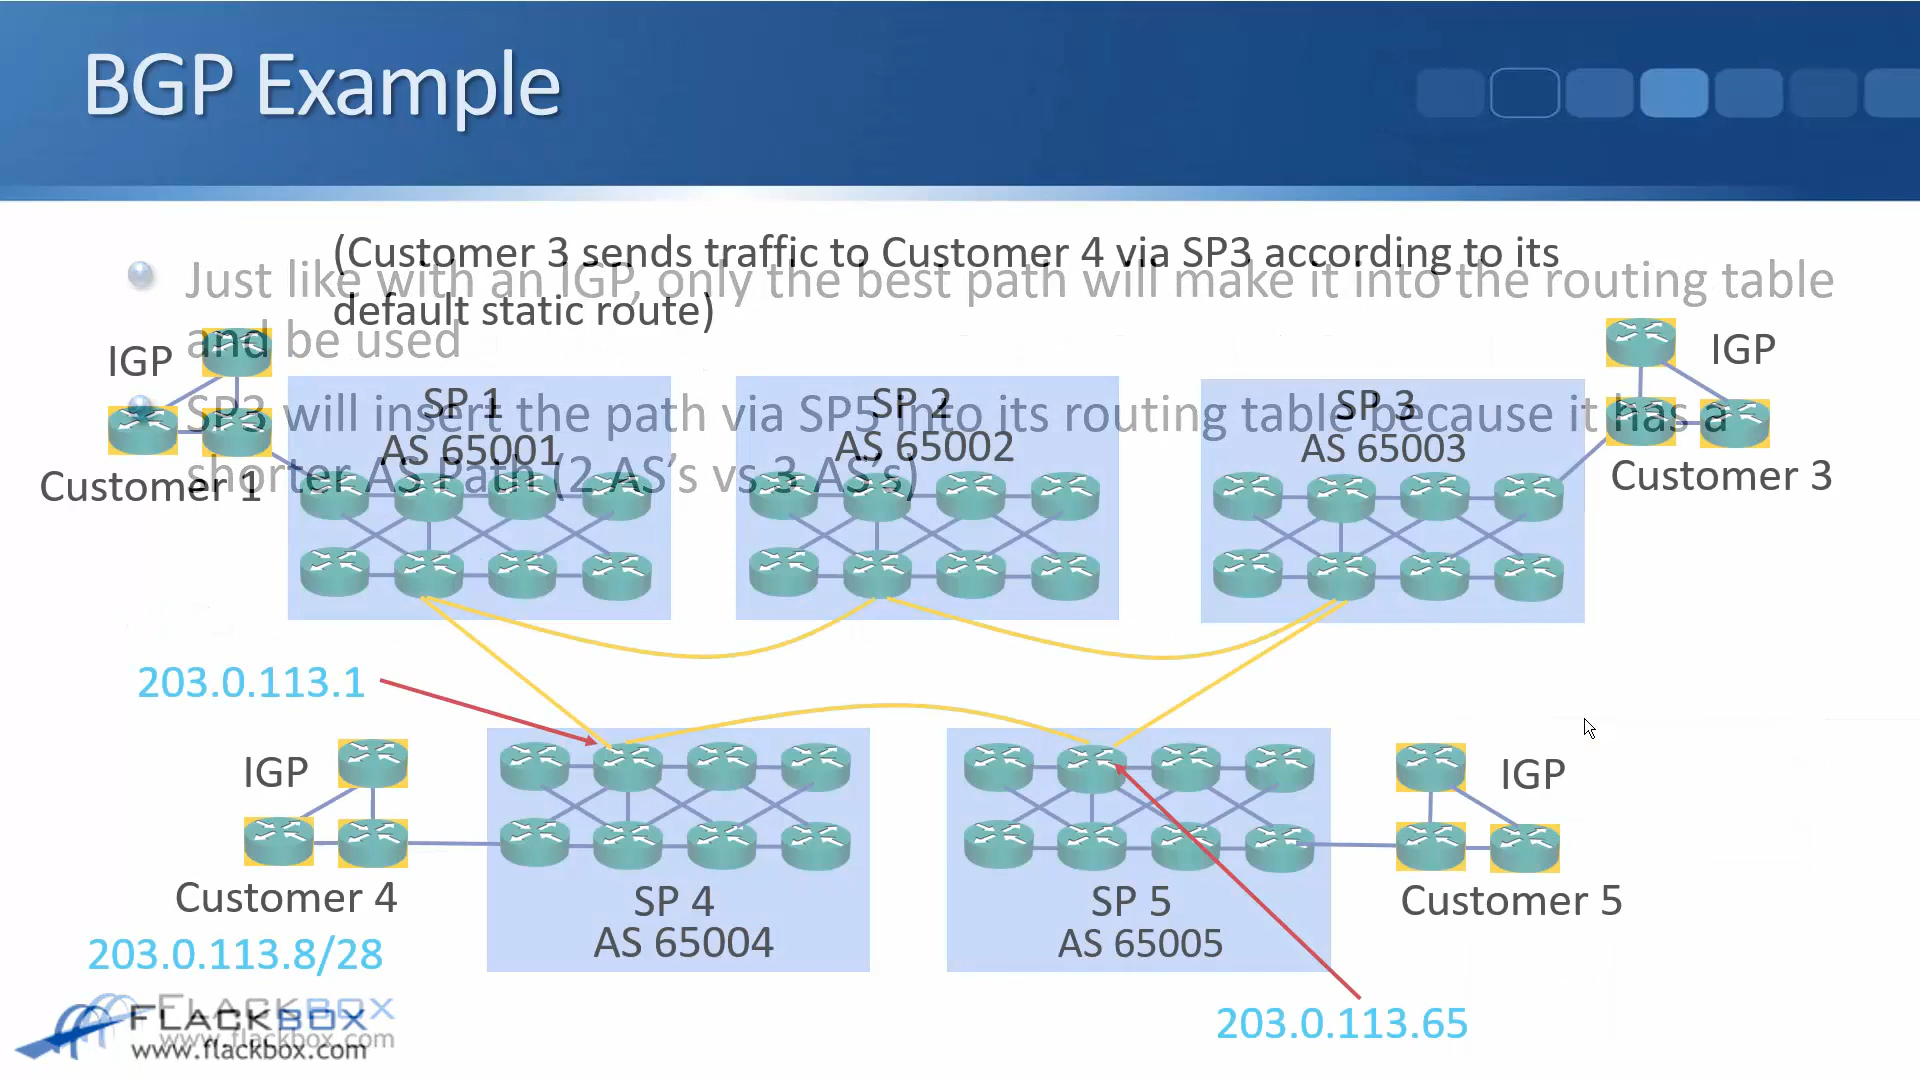 BGP Example
(Customer 3 sends traffic to Customer 4 via SP3 according to its
default static route)
Just like with an IGP, only the best path will make it into the routing table
and be used
SP3 will insert the path via SP5 into its routing table because it has a
shorter AS Path (2 AS’s vs 3 AS’s)
IGP
Customer 1
SP 1
AS 65001
SP 2
AS 65002
SP 3
AS 65003
IGP
Customer 3
203.0.113.1
IGP
Customer 4
203.0.113.8/28
SP 4
AS 65004
SP 5
AS 65005
IGP
Customer 5
203.0.113.65
FLACKBOX
www.flackbox.com
FLACKBOX
www.flackbox.com